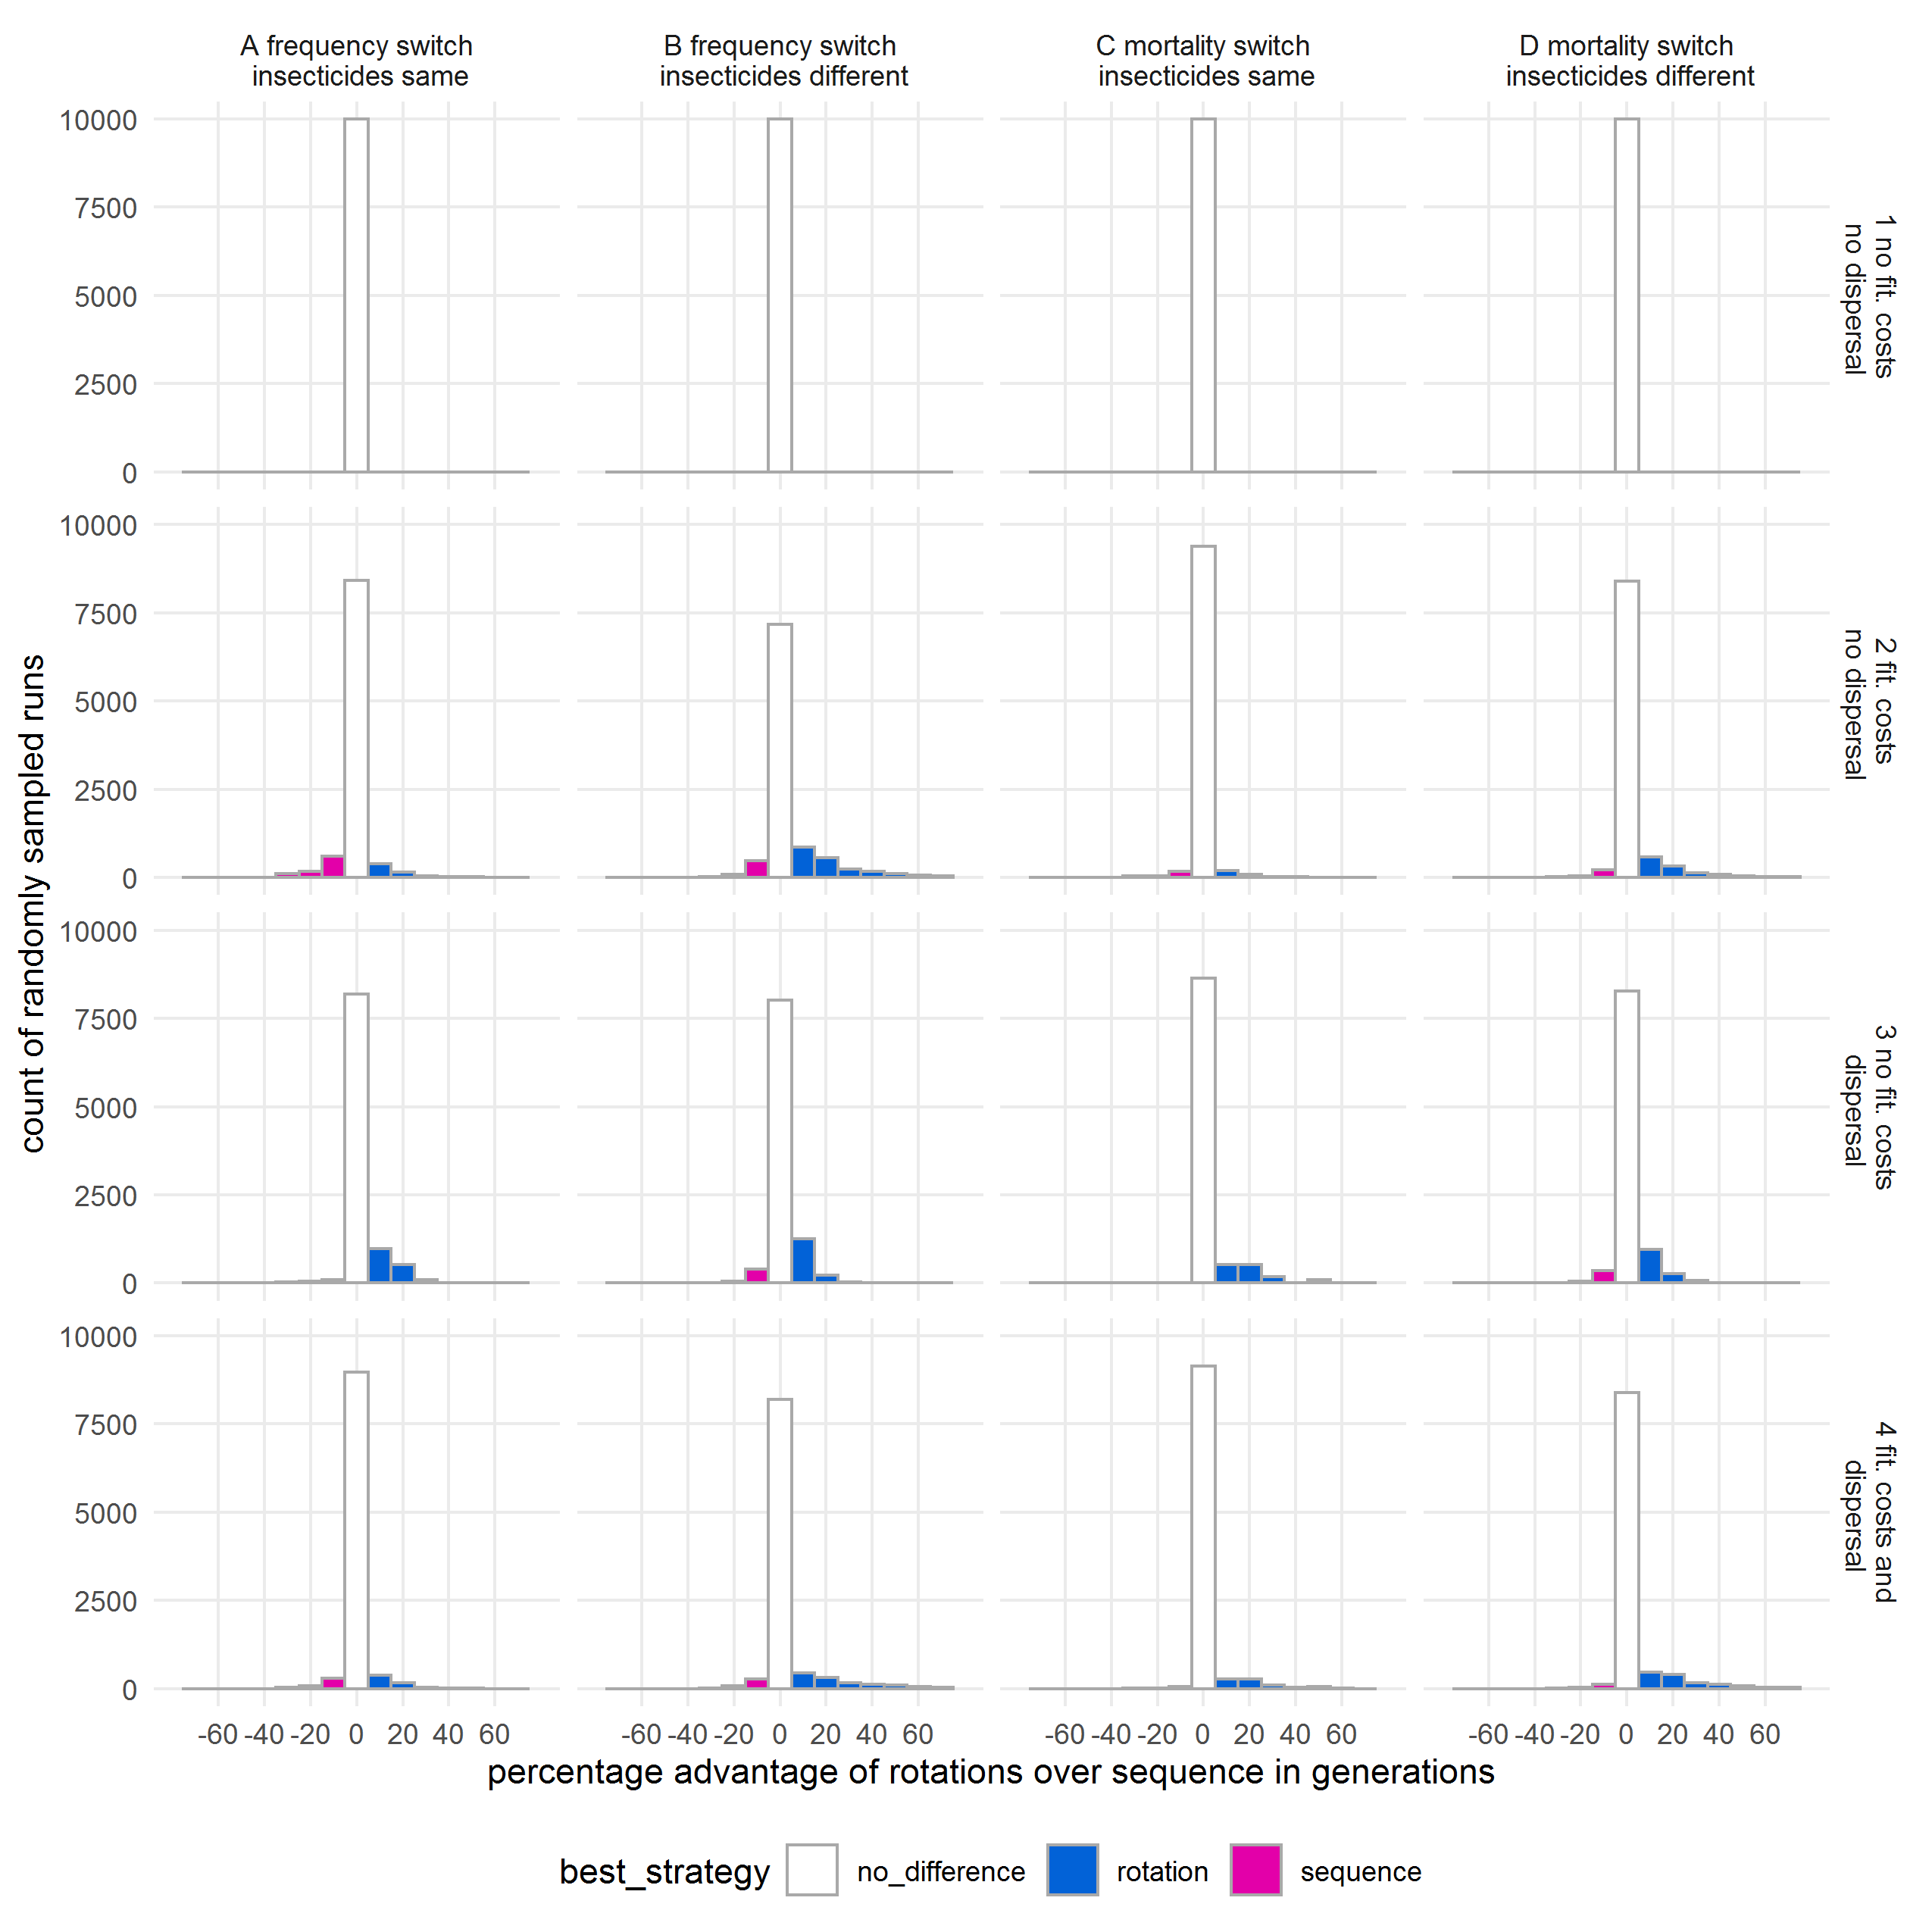 A frequency switch
insecticides same
B frequency switch
insecticides different
C mortality switch
insecticides same
D mortality switch
insecticides different
10000
7500
5000
2500
0
1 no fit. costs
no dispersal
10000
7500
5000
2500
0
2 fit. costs
no dispersal
10000
7500
5000
2500
0
3 no fit. costs
dispersal
10000
7500
5000
2500
0
4 fit. costs and
dispersal
count of randomly sampled runs
-60 -40 -20 0 20 40 60
-60 -40 -20 0 20 40 60
-60 -40 -20 0 20 40 60
-60 -40 -20 0 20 40 60
percentage advantage of rotations over sequence in generations
best_strategy no_difference rotation sequence